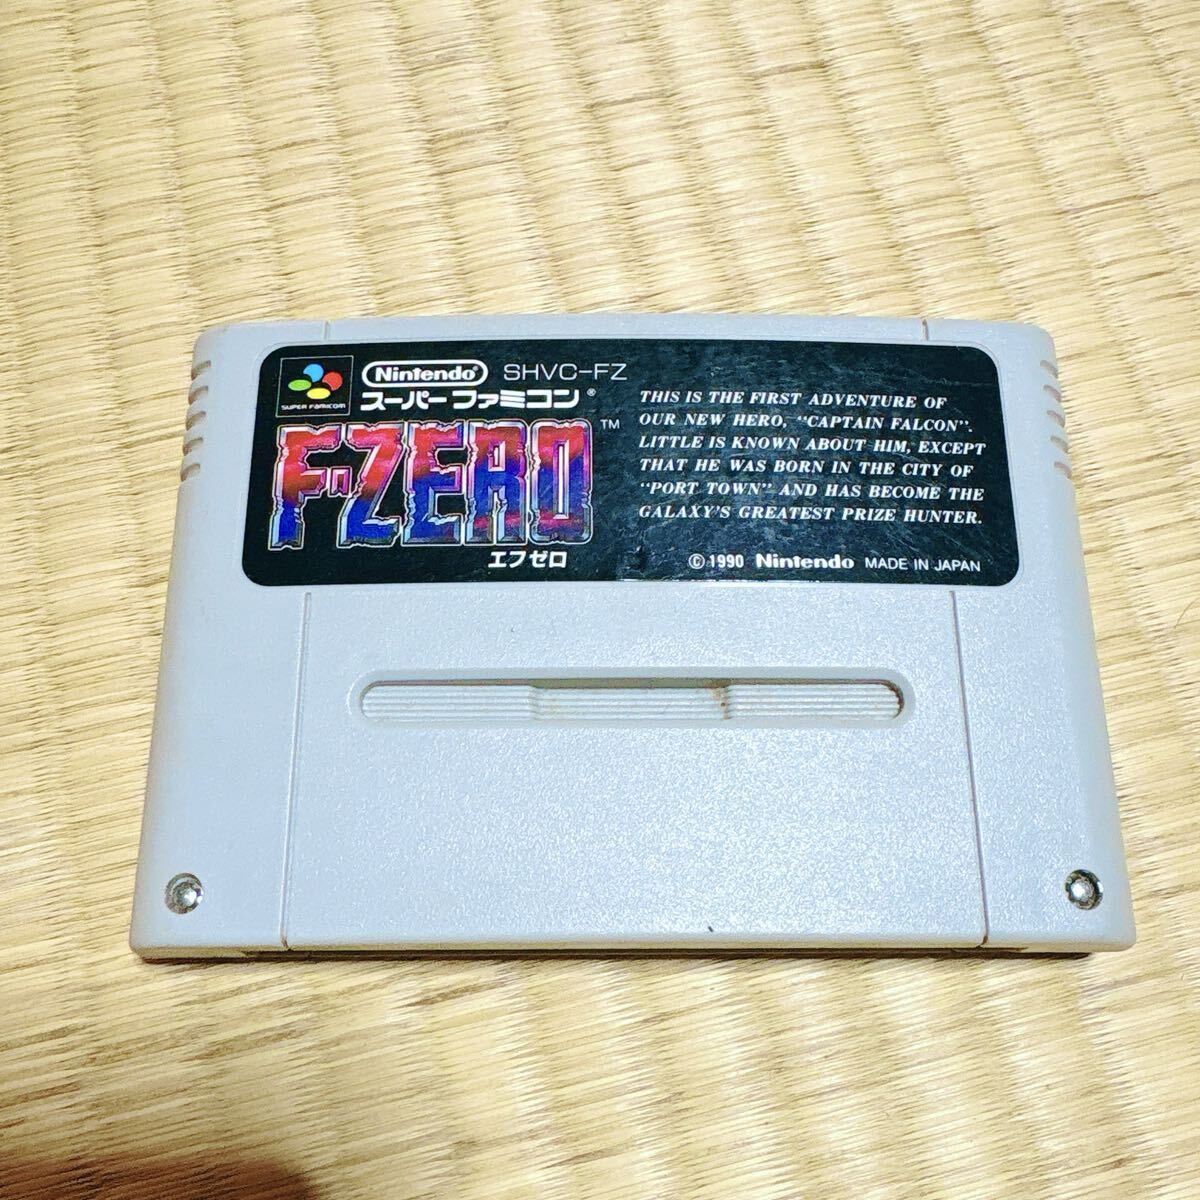 SUPER FAMICOM
Nintendo® SHVC-FZ
スーパーファミコン®
F-ZERO™
エフゼロ
THIS IS THE FIRST ADVENTURE OF
OUR NEW HERO, "CAPTAIN FALCON".
LITTLE IS KNOWN ABOUT HIM, EXCEPT
THAT HE WAS BORN IN THE CITY OF
"PORT TOWN" AND HAS BECOME THE
GALAXY'S GREATEST PRIZE HUNTER.
© 1990 Nintendo MADE IN JAPAN